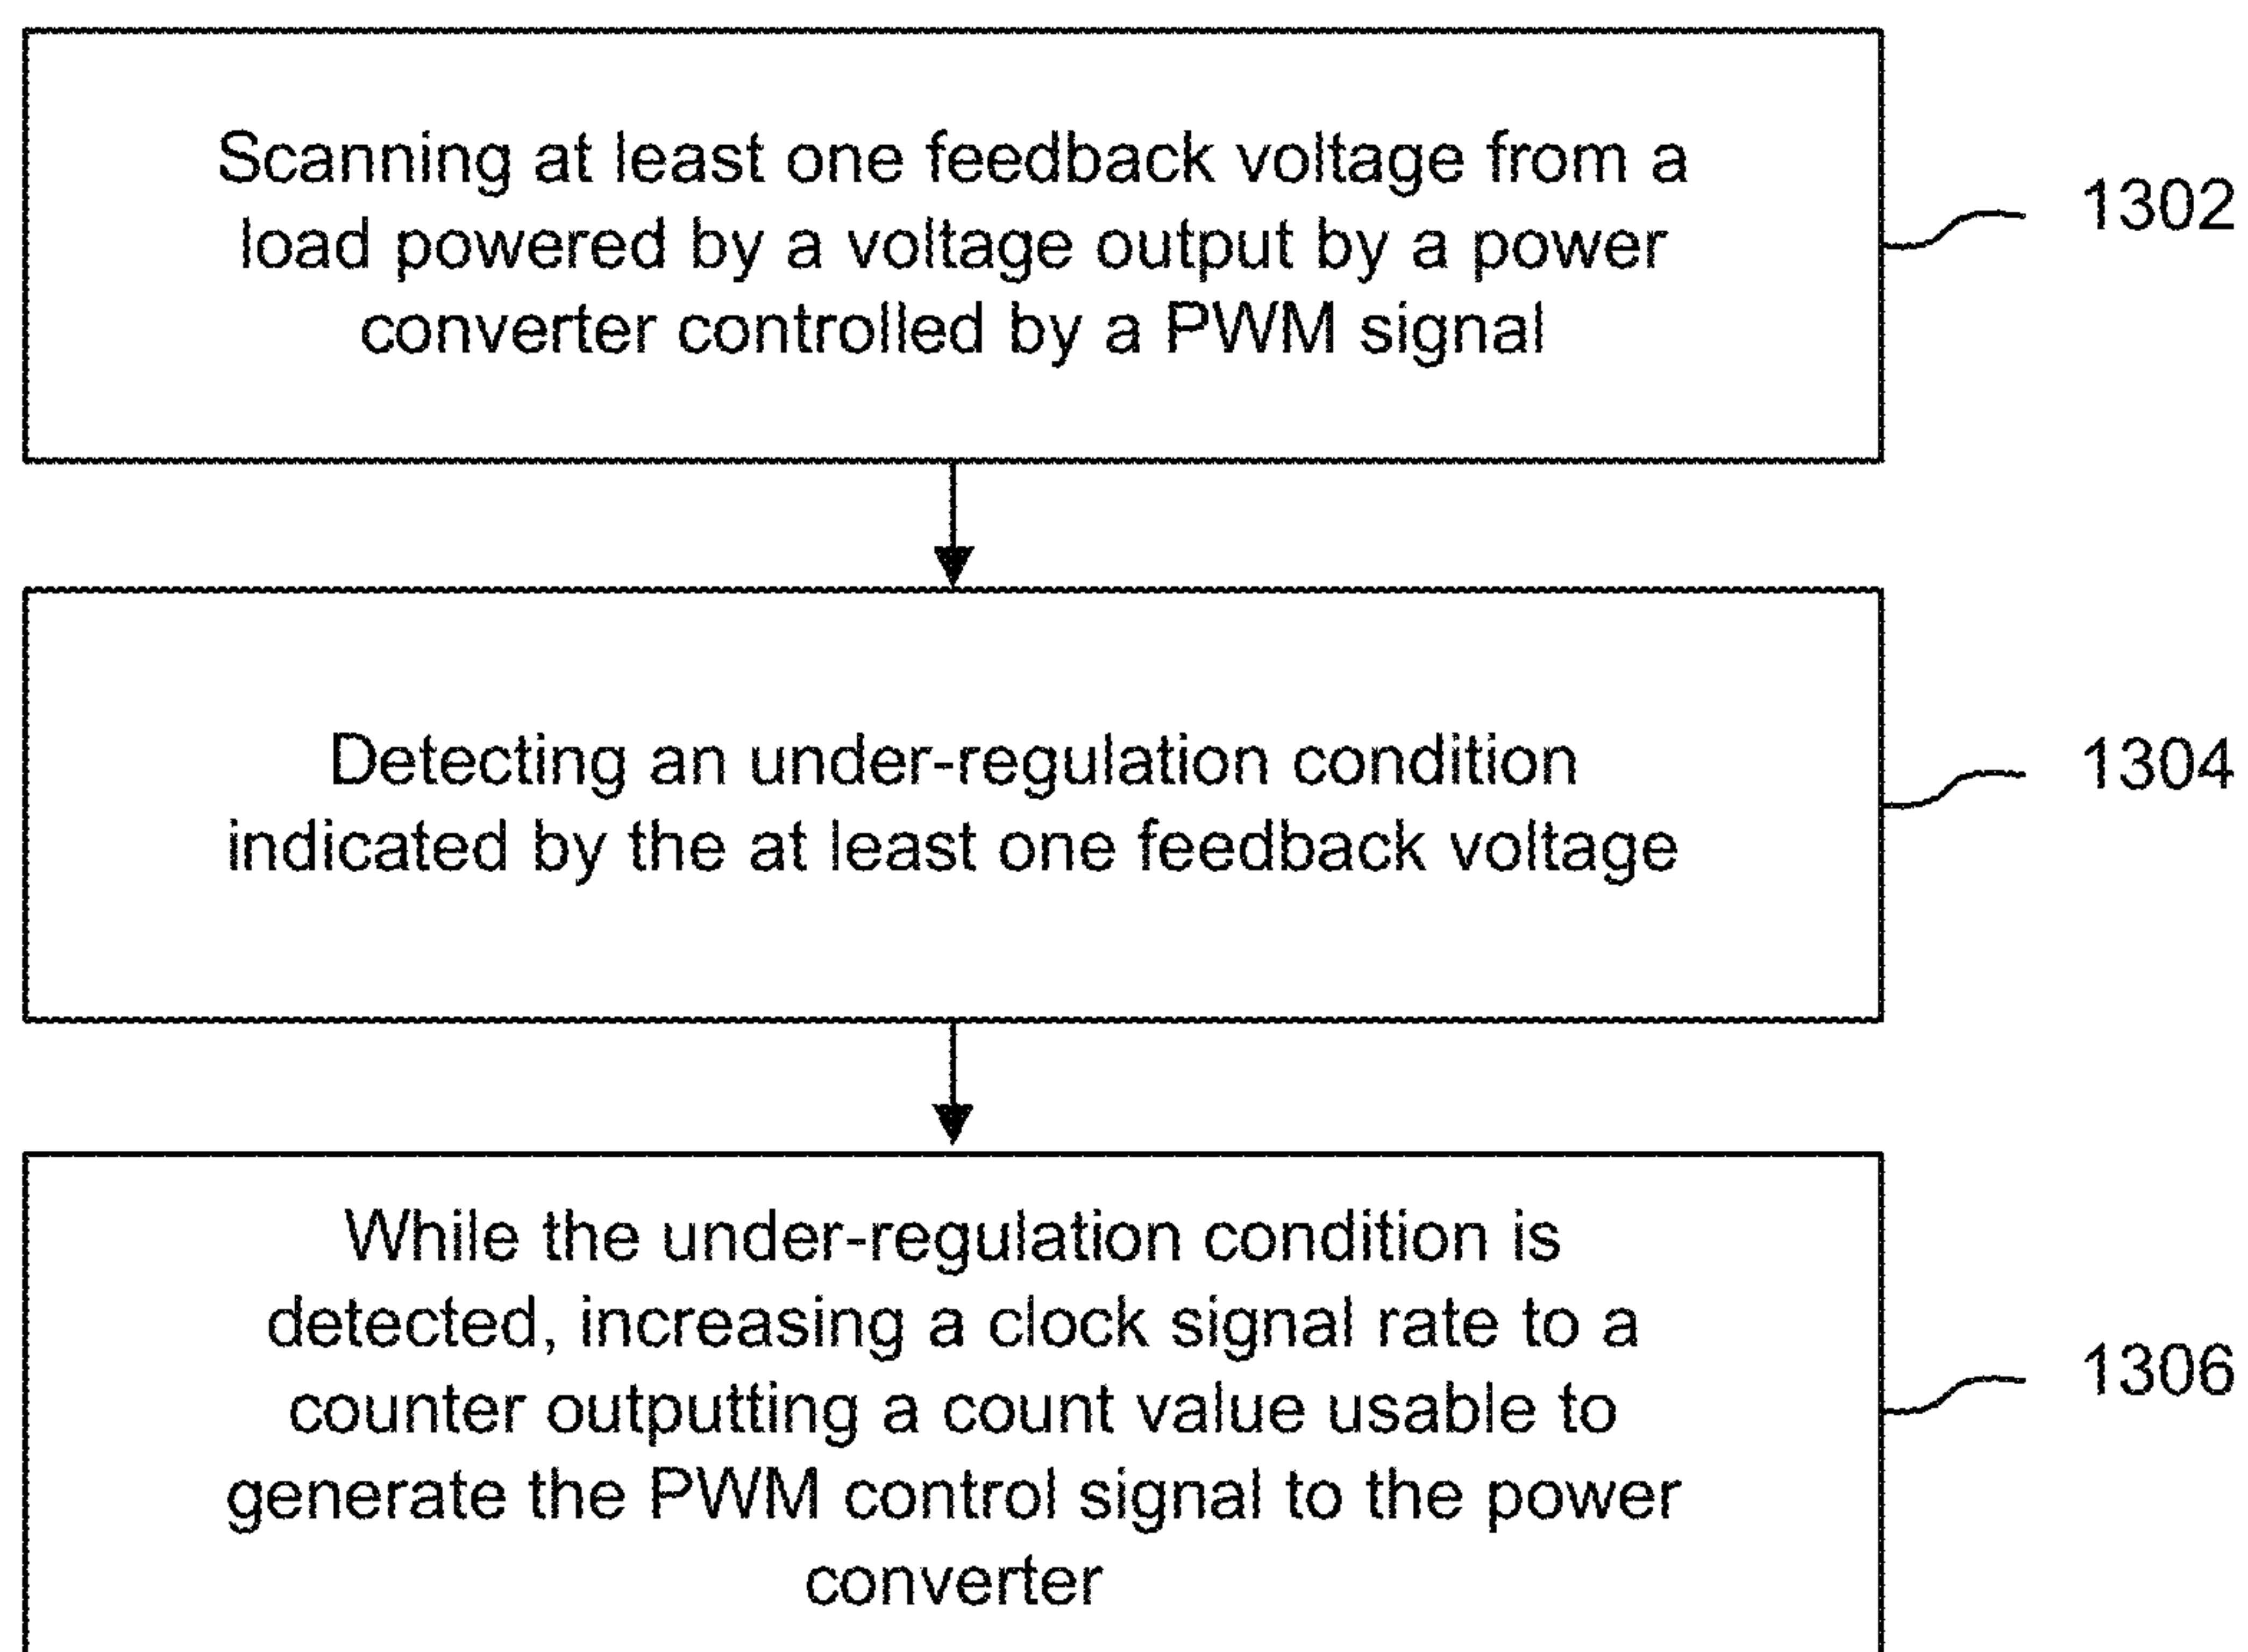 Scanning at least one feedback voltage from a
load powered by a voltage output by a power
converter controlled by a PWM signal
1302
Detecting an under-regulation condition
indicated by the at least one feedback voltage
1304
While the under-regulation condition is
detected, increasing a clock signal rate to a
counter outputting a count value usable to
generate the PWM control signal to the power
converter
1306